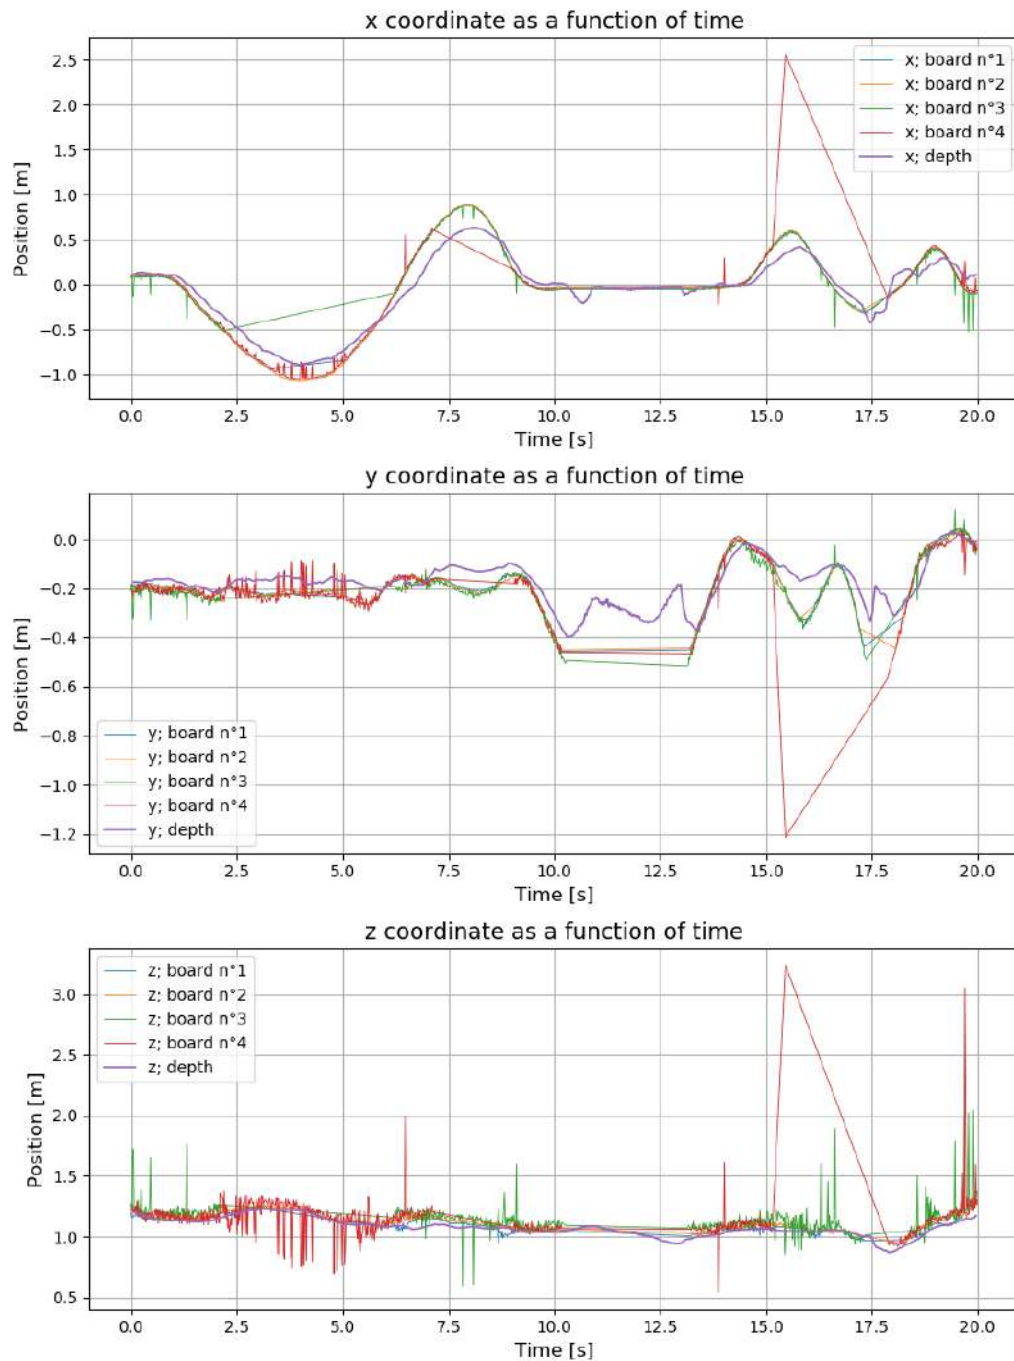 x coordinate as a function of time
2.5
2.0
1.5
1.0
0.5
0.0
−0.5
−1.0
Position [m]
x; board n°1
x; board n°2
x; board n°3
x; board n°4
x; depth
0.0 2.5 5.0 7.5 10.0 12.5 15.0 17.5 20.0
Time [s]
y coordinate as a function of time
0.0
−0.2
−0.4
−0.6
−0.8
−1.0
−1.2
Position [m]
y; board n°1
y; board n°2
y; board n°3
y; board n°4
y; depth
0.0 2.5 5.0 7.5 10.0 12.5 15.0 17.5 20.0
Time [s]
z coordinate as a function of time
3.0
2.5
2.0
1.5
1.0
0.5
Position [m]
z; board n°1
z; board n°2
z; board n°3
z; board n°4
z; depth
0.0 2.5 5.0 7.5 10.0 12.5 15.0 17.5 20.0
Time [s]